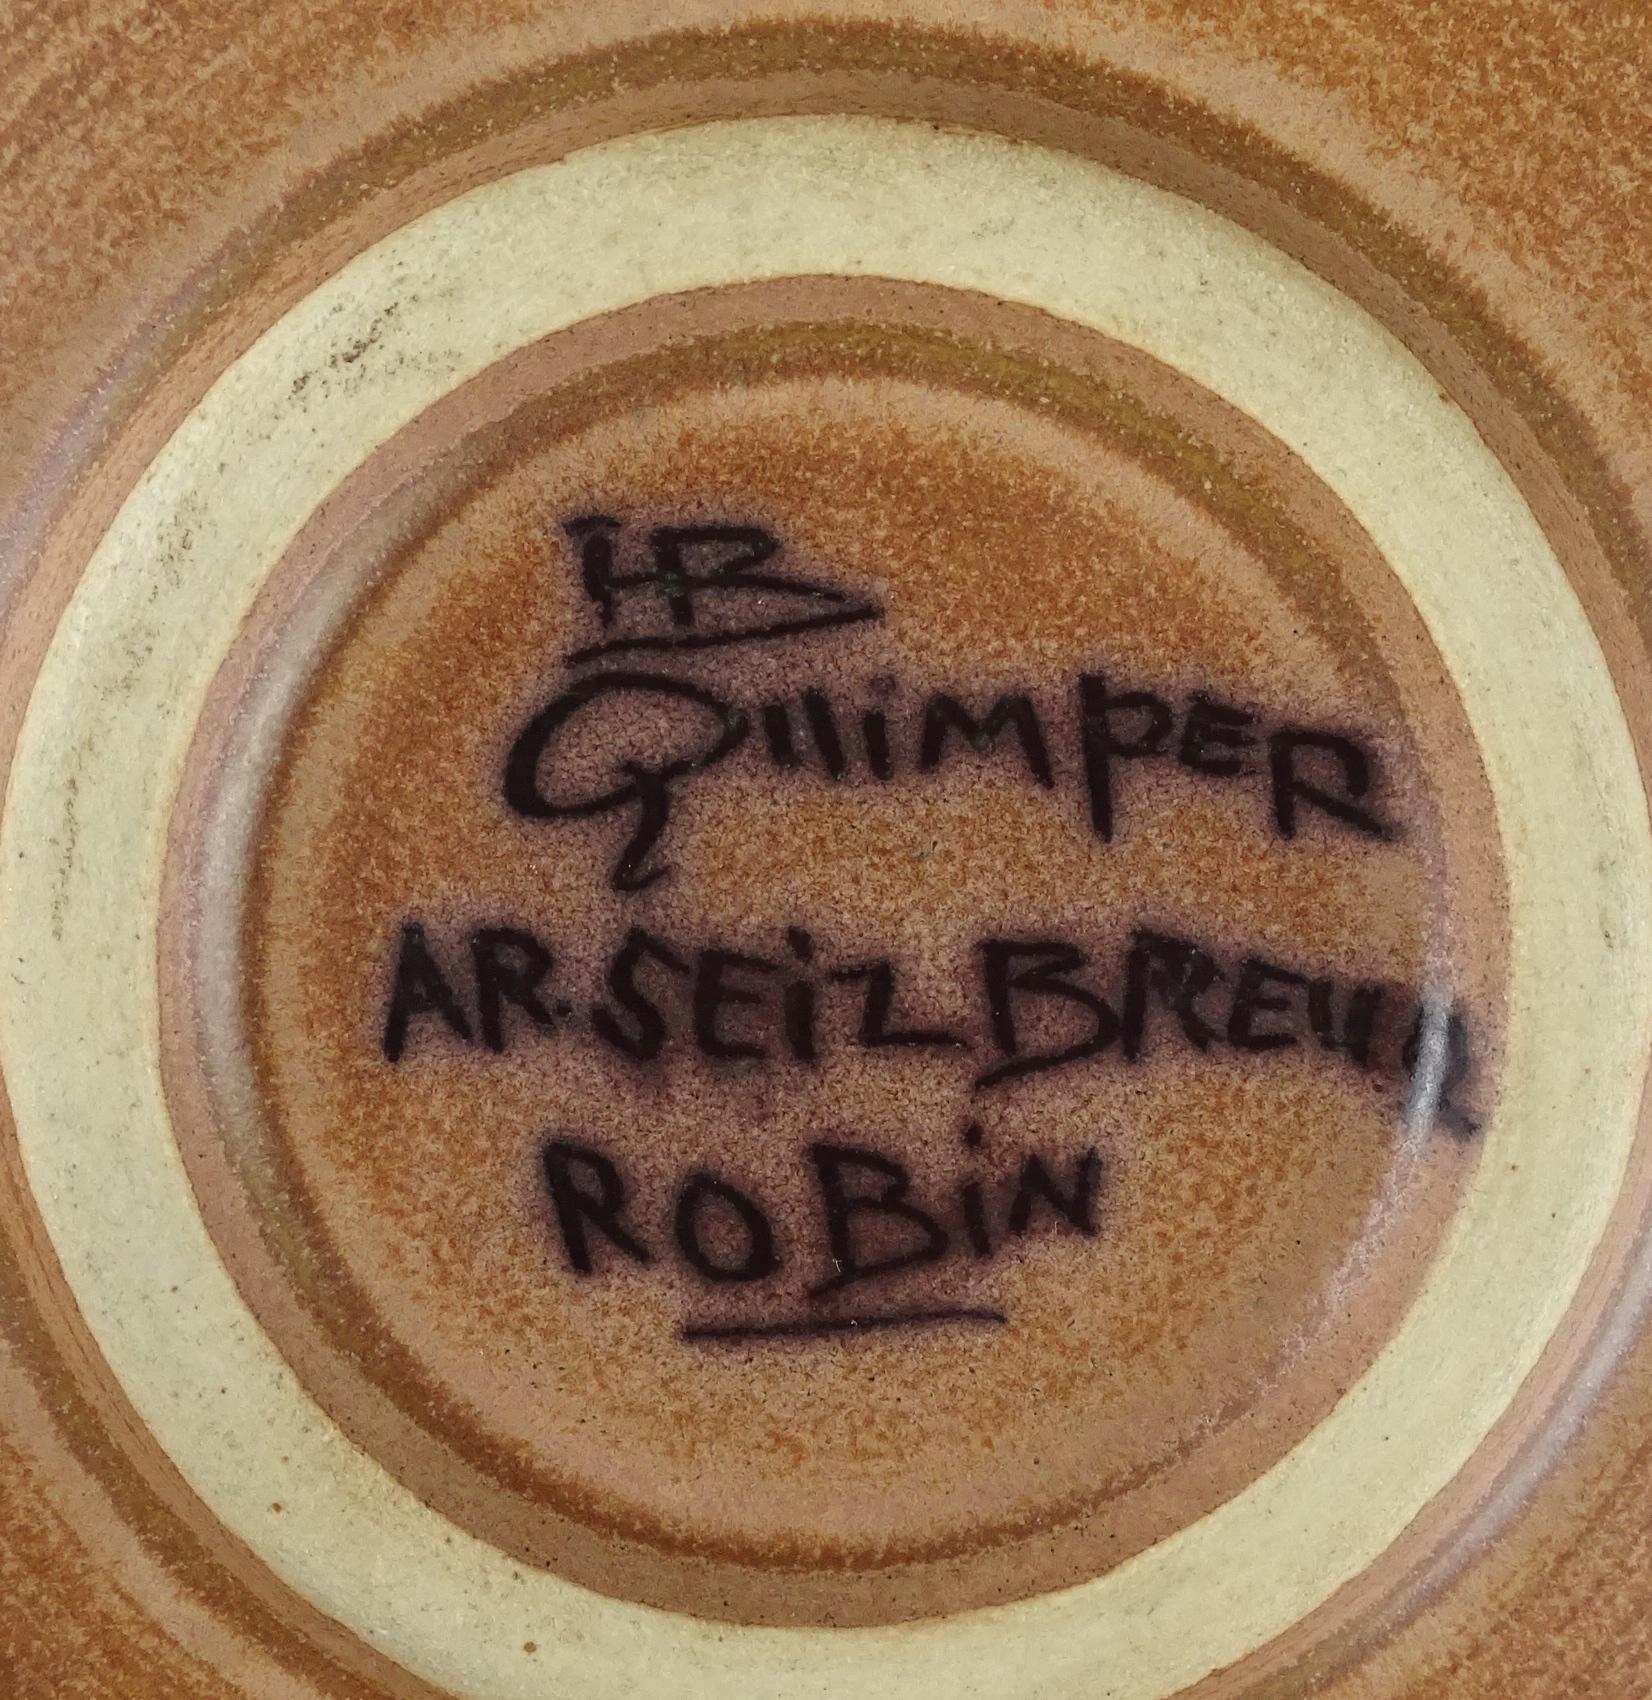 HB
QUIMPER
AR.SEIZ BREUR
ROBIN